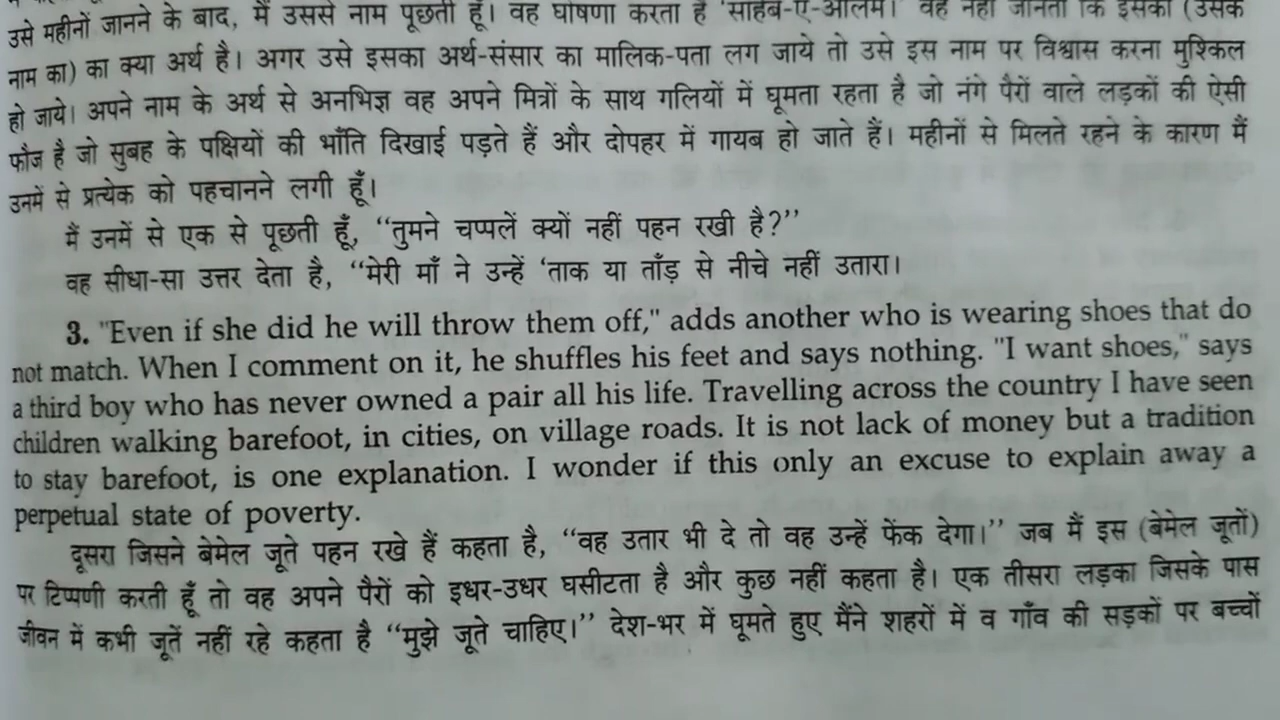 उसे महीनों जानने के बाद, मैं उससे नाम पूछती हूँ। वह घोषणा करता है 'साहेब-ए-आलम।' वह नहीं जानता कि इसका (उसके
नाम का) का क्या अर्थ है। अगर उसे इसका अर्थ-संसार का मालिक-पता लग जाये तो उसे इस नाम पर विश्वास करना मुश्किल
हो जाये। अपने नाम के अर्थ से अनभिज्ञ वह अपने मित्रों के साथ गलियों में घूमता रहता है जो नंगे पैरों वाले लड़कों की ऐसी
फौज है जो सुबह के पक्षियों की भाँति दिखाई पड़ते हैं और दोपहर में गायब हो जाते हैं। महीनों से मिलते रहने के कारण मैं
उनमें से प्रत्येक को पहचानने लगी हूँ।
मैं उनमें से एक से पूछती हूँ, ‘‘तुमने चप्पलें क्यों नहीं पहन रखी है?’’
वह सीधा-सा उत्तर देता है, ‘‘मेरी माँ ने उन्हें ‘ताक या ताँड़ से नीचे नहीं उतारा।
3. "Even if she did he will throw them off," adds another who is wearing shoes that do
not match. When I comment on it, he shuffles his feet and says nothing. "I want shoes," says
a third boy who has never owned a pair all his life. Travelling across the country I have seen
children walking barefoot, in cities, on village roads. It is not lack of money but a tradition
to stay barefoot, is one explanation. I wonder if this only an excuse to explain away a
perpetual state of poverty.
दूसरा जिसने बेमेल जूते पहन रखे हैं कहता है, ‘‘वह उतार भी दे तो वह उन्हें फेंक देगा।’’ जब मैं इस (बेमेल जूतों)
पर टिप्पणी करती हूँ तो वह अपने पैरों को इधर-उधर घसीटता है और कुछ नहीं कहता है। एक तीसरा लड़का जिसके पास
जीवन में कभी जूतें नहीं रहे कहता है ‘‘मुझे जूते चाहिए।’’ देश-भर में घूमते हुए मैंने शहरों में व गाँव की सड़कों पर बच्चों